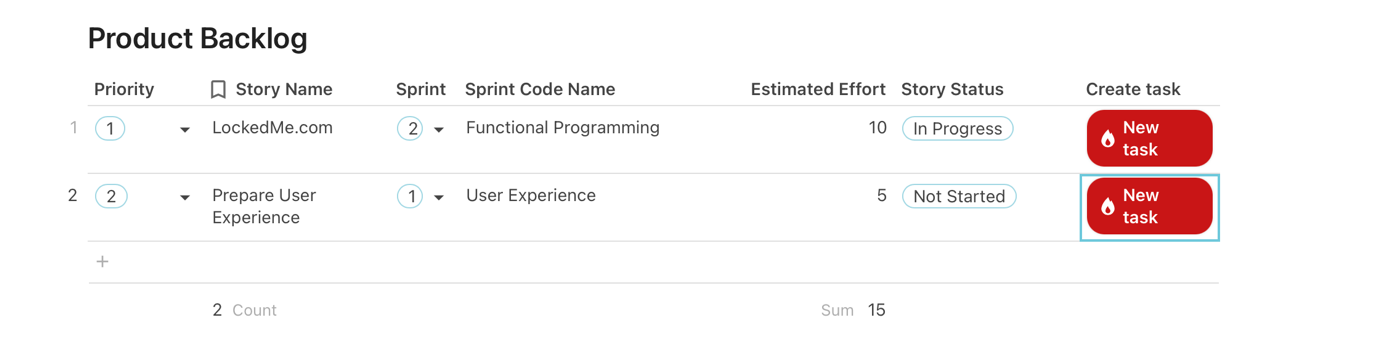 Product Backlog
Priority Story Name Sprint Sprint Code Name Estimated Effort Story Status Create task
1 1 LockedMe.com 2 Functional Programming 10 In Progress New
task
2 2 Prepare User 1 User Experience 5 Not Started New
Experience task
+
2 Count Sum 15